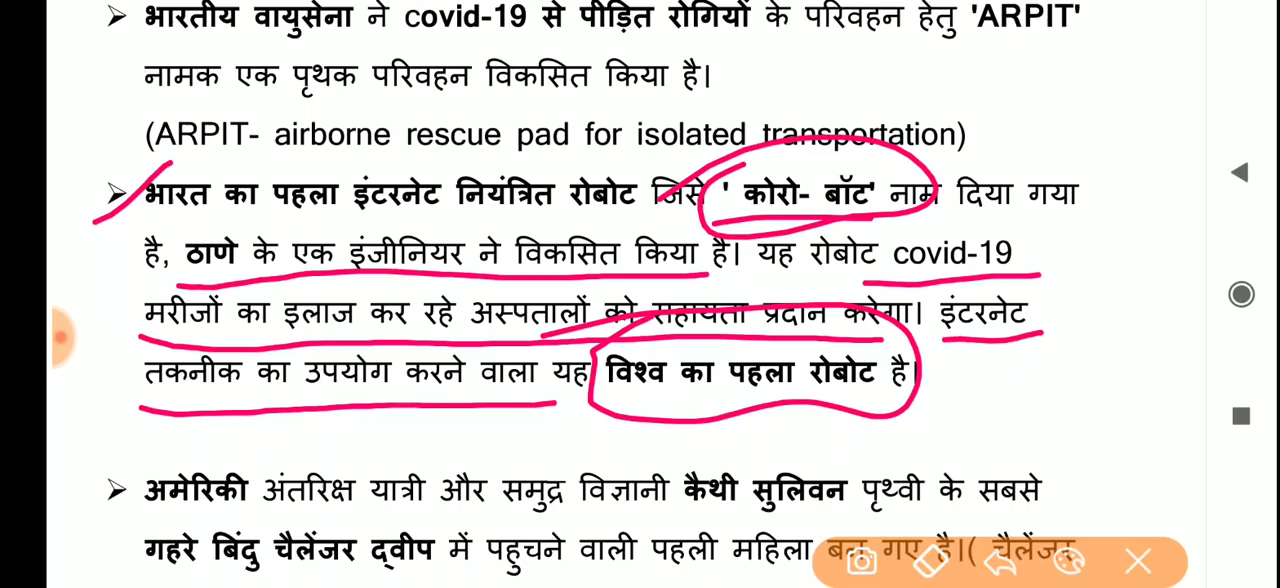 ➢ भारतीय वायुसेना ने covid-19 से पीड़ित रोगियों के परिवहन हेतु 'ARPIT'
नामक एक पृथक परिवहन विकसित किया है।
(ARPIT- airborne rescue pad for isolated transportation)
➢ भारत का पहला इंटरनेट नियंत्रित रोबोट जिसे ' कोरो- बॉट' नाम दिया गया
है, ठाणे के एक इंजीनियर ने विकसित किया है। यह रोबोट covid-19
मरीजों का इलाज कर रहे अस्पतालों को सहायता प्रदान करेगा। इंटरनेट
तकनीक का उपयोग करने वाला यह विश्व का पहला रोबोट है।
➢ अमेरिकी अंतरिक्ष यात्री और समुद्र विज्ञानी कैथी सुलिवन पृथ्वी के सबसे
गहरे बिंदु चैलेंजर द्वीप में पहुचने वाली पहली महिला बन गए है।( चैलेंजर